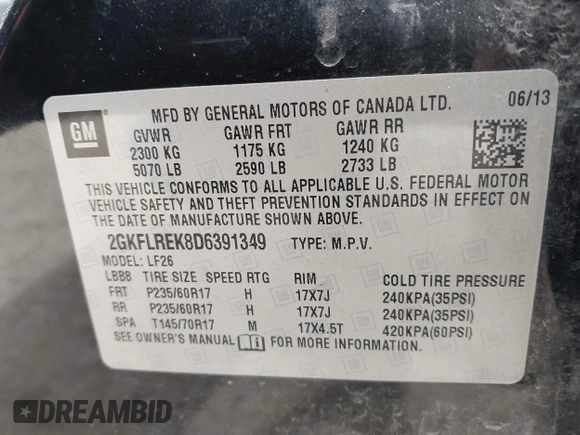 GM
MFD BY GENERAL MOTORS OF CANADA LTD. 06/13
GVWR GAWR FRT GAWR RR
2300 KG 1175 KG 1240 KG
5070 LB 2590 LB 2733 LB
THIS VEHICLE CONFORMS TO ALL APPLICABLE U.S. FEDERAL MOTOR
VEHICLE SAFETY AND THEFT PREVENTION STANDARDS IN EFFECT ON
THE DATE OF MANUFACTURE SHOWN ABOVE.
2GKFLREK8D6391349 TYPE: M.P.V.
MODEL: LF26
LBBB TIRE SIZE SPEED RTG RIM COLD TIRE PRESSURE
FRT P235/60R17 H 17X7J 240KPA(35PSI)
RR P235/60R17 H 17X7J 240KPA(35PSI)
SPA T145/70R17 M 17X4.5T 420KPA(60PSI)
SEE OWNER'S MANUAL FOR MORE INFORMATION.
DREAMBID